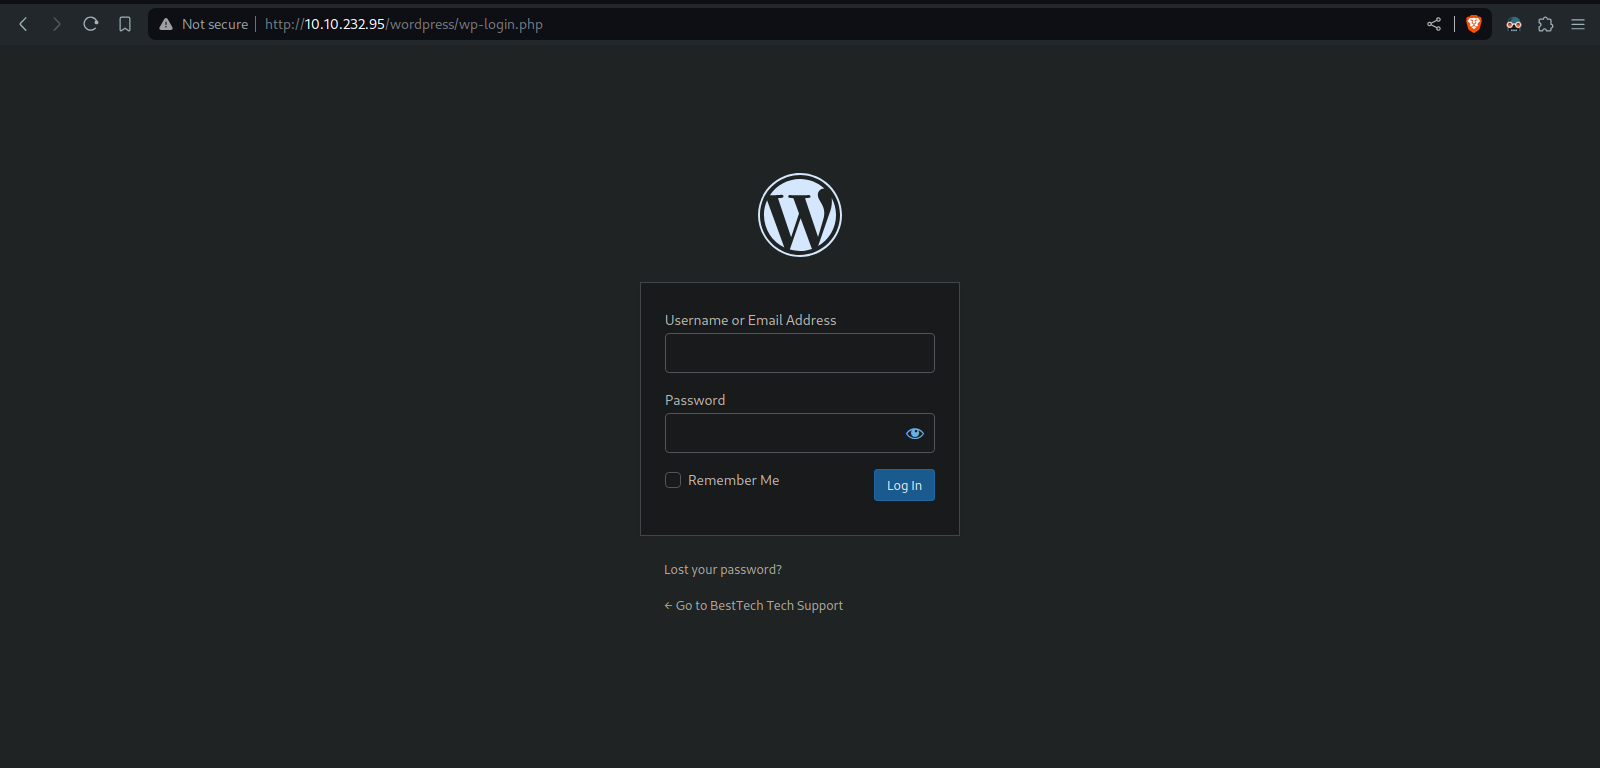 Not secure http://10.10.232.95/wordpress/wp-login.php
W
Username or Email Address
Password
Remember Me
Log In
Lost your password?
← Go to BestTech Tech Support